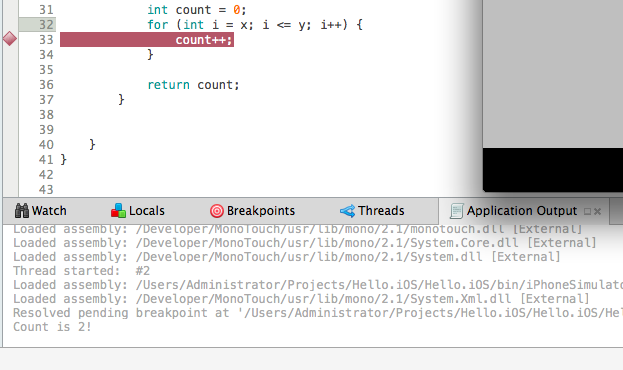 31 int count = 0;
32 for (int i = x; i <= y; i++) {
33 count++;
34 }
35
36 return count;
37 }
38
39
40 }
41 }
42
43
Watch Locals Breakpoints Threads Application Output
Loaded assembly: /Developer/MonoTouch/usr/lib/mono/2.1/monotouch.dll [External]
Loaded assembly: /Developer/MonoTouch/usr/lib/mono/2.1/System.Core.dll [External]
Loaded assembly: /Developer/MonoTouch/usr/lib/mono/2.1/System.dll [External]
Thread started: #2
Loaded assembly: /Users/Administrator/Projects/Hello.iOS/Hello.iOS/bin/iPhoneSimulato
Loaded assembly: /Developer/MonoTouch/usr/lib/mono/2.1/System.Xml.dll [External]
Resolved pending breakpoint at '/Users/Administrator/Projects/Hello.iOS/Hello.iOS/Hel
Count is 2!